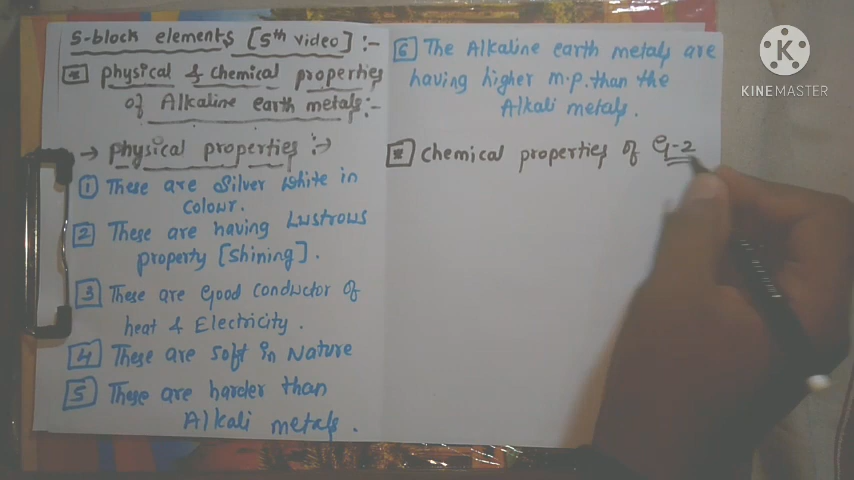 S-block elements [5th video] :-
* physical & chemical properties
of Alkaline earth metals:-
→ physical properties :→
1 These are Silver White in
colour.
2 These are having Lustrows
property [shining].
3 These are Good conductor of
heat & Electricity.
4 These are soft in Nature
5 These are harder than
Alkali metals.
6 The Alkaline earth metals are
having higher m.p. than the
Alkali metals.
* chemical properties of G-2
KINEMASTER